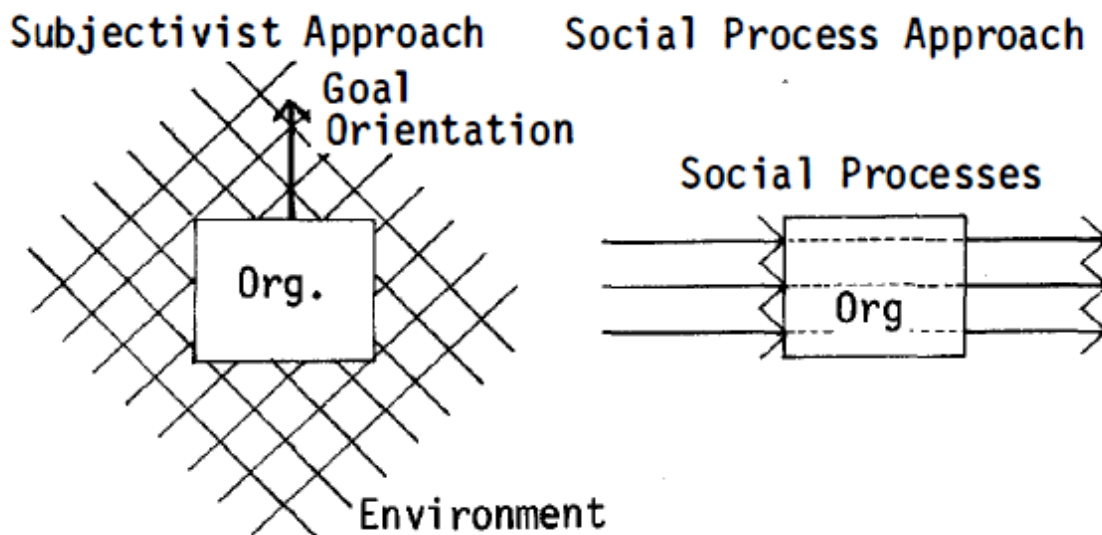 Subjectivist Approach
Goal
Orientation
Org.
Environment
Social Process Approach
Social Processes
Org